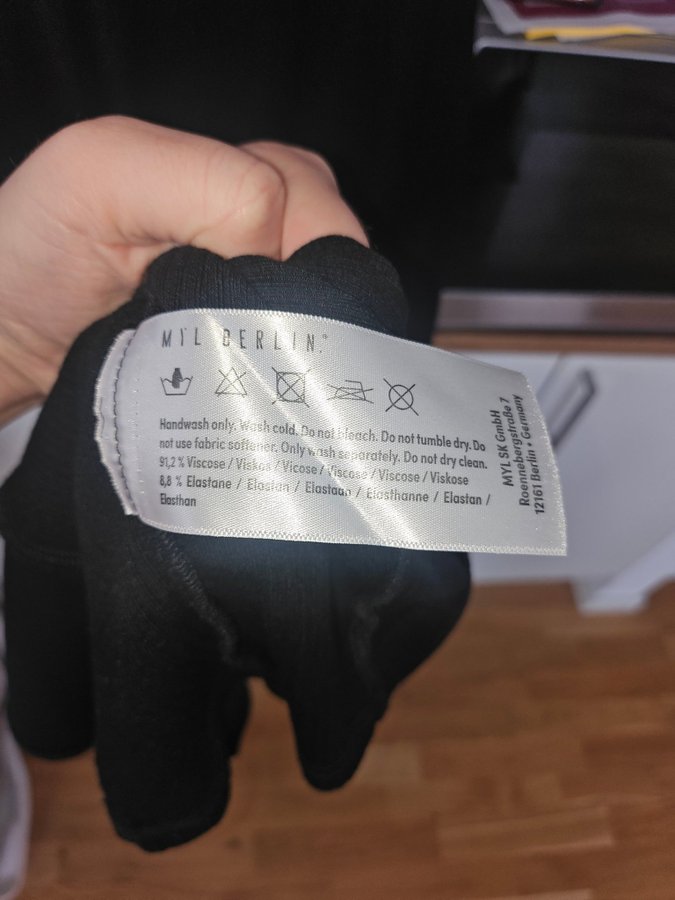 MYL BERLIN.®
Handwash only. Wash cold. Do not bleach. Do not tumble dry. Do
not use fabric softener. Only wash separately. Do not dry clean.
91,2 % Viscose / Viskos / Vicose / Viscose / Viscose / Viskose
8,8 % Elastane / Elastan / Elastaan / Elasthanne / Elastan /
Elasthan
MYL SK GmbH
Roennebergstraße 7
12161 Berlin • Germany